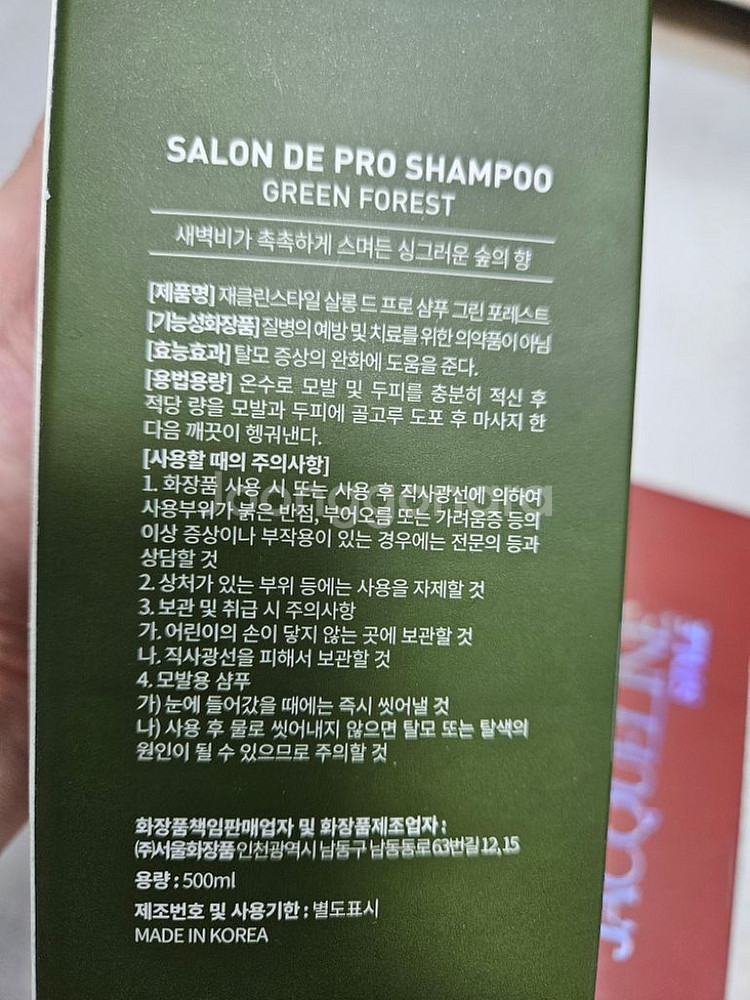 SALON DE PRO SHAMPOO
GREEN FOREST
새벽비가 촉촉하게 스며든 싱그러운 숲의 향
[제품명] 재클린스타일 살롱 드 프로 샴푸 그린 포레스트
[기능성화장품] 질병의 예방 및 치료를 위한 의약품이 아님
[효능효과] 탈모 증상의 완화에 도움을 준다.
[용법용량] 온수로 모발 및 두피를 충분히 적신 후
적당 량을 모발과 두피에 골고루 도포 후 마사지 한
다음 깨끗이 헹궈낸다.
[사용할 때의 주의사항]
1. 화장품 사용 시 또는 사용 후 직사광선에 의하여
사용부위가 붉은 반점, 부어오름 또는 가려움증 등의
이상 증상이나 부작용이 있는 경우에는 전문의 등과
상담할 것
2. 상처가 있는 부위 등에는 사용을 자제할 것
3. 보관 및 취급 시 주의사항
가. 어린이의 손이 닿지 않는 곳에 보관할 것
나. 직사광선을 피해서 보관할 것
4. 모발용 샴푸
가) 눈에 들어갔을 때에는 즉시 씻어낼 것
나) 사용 후 물로 씻어내지 않으면 탈모 또는 탈색의
원인이 될 수 있으므로 주의할 것
화장품책임판매업자 및 화장품제조업자 :
(주)서울화장품 인천광역시 남동구 남동동로63번길 12, 15
용량 : 500ml
제조번호 및 사용기한 : 별도표시
MADE IN KOREA